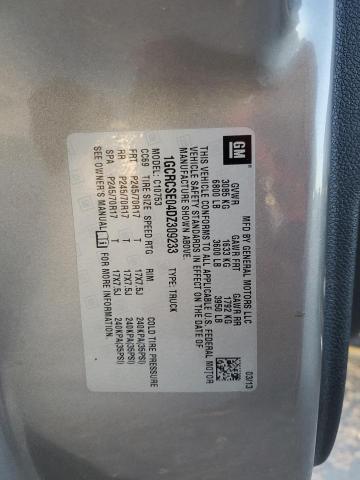 GM
MFD BY GENERAL MOTORS LLC
03/13
GVWR GAWR FRT GAWR RR
3085 KG 1633 KG 1792 KG
6800 LB 3600 LB 3950 LB
THIS VEHICLE CONFORMS TO ALL APPLICABLE U.S. FEDERAL MOTOR
VEHICLE SAFETY STANDARDS IN EFFECT ON THE DATE OF
MANUFACTURE SHOWN ABOVE.
1GCRCSE04DZ309233 TYPE: TRUCK
MODEL: C10753
CC69 TIRE SIZE SPEED RTG RIM COLD TIRE PRESSURE
FRT P245/70R17 T 17X7.5J 240KPA(35PSI)
RR P245/70R17 T 17X7.5J 240KPA(35PSI)
SPA P245/70R17 T 17X7.5J 240KPA(35PSI)
SEE OWNER'S MANUAL i FOR MORE INFORMATION.